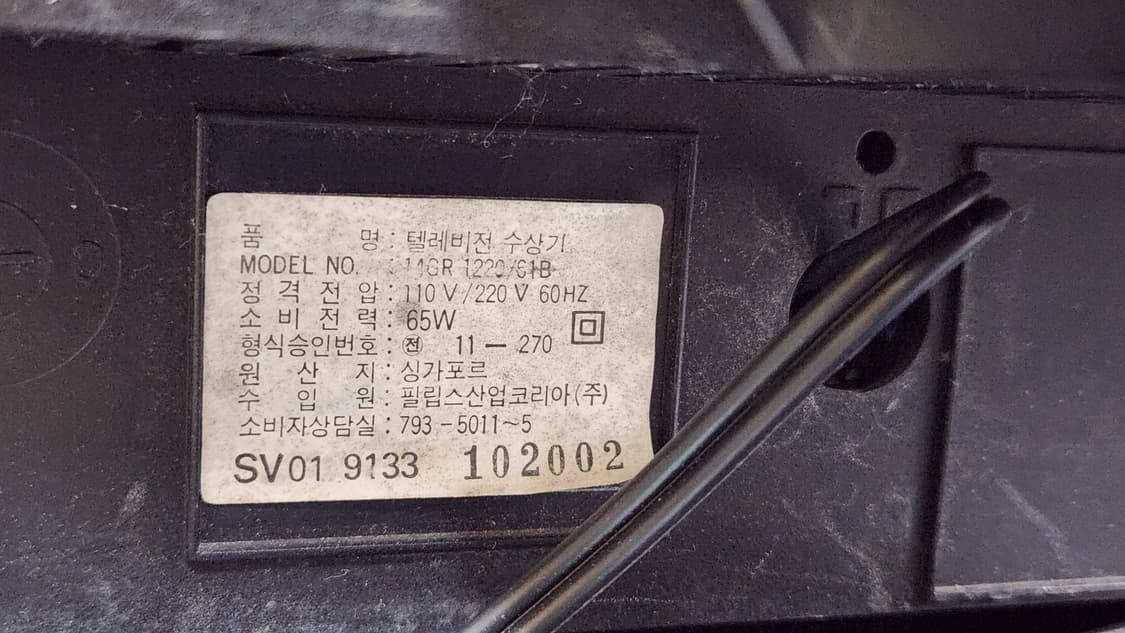 품 명 : 텔레비전 수상기
MODEL NO. : 14GR 1220/61B
정 격 전 압 : 110 V / 220 V 60HZ
소 비 전 력 : 65W
형식승인번호 : 전 11 — 270
원 산 지 : 싱가포르
수 입 원 : 필립스산업코리아(주)
소비자상담실 : 793 - 5011~5
SV01 9133 102002